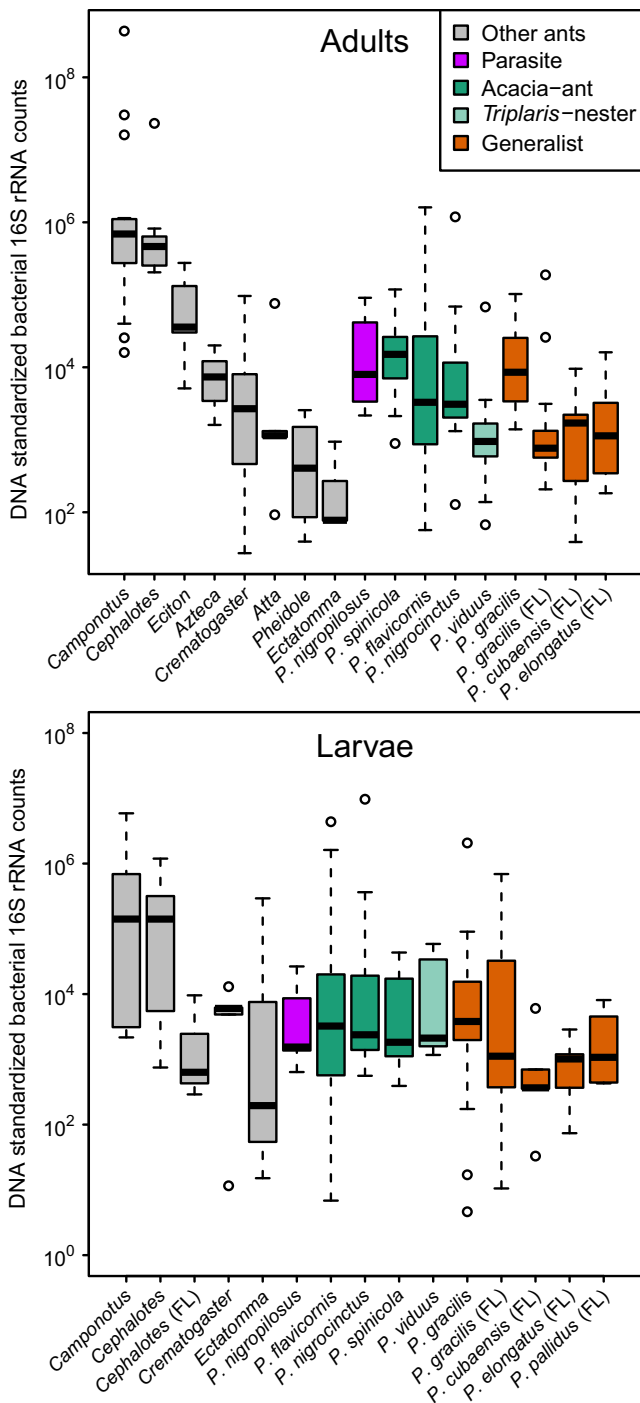 Adults
Other ants
Parasite
Acacia−ant
Triplaris−nester
Generalist
DNA standardized bacterial 16S rRNA counts
10^8
10^6
10^4
10^2
Camponotus
Cephalotes
Eciton
Azteca
Crematogaster
Atta
Pheidole
Ectatomma
P. nigropilosus
P. spinicola
P. flavicornis
P. nigrocinctus
P. viduus
P. gracilis
P. gracilis (FL)
P. cubaensis (FL)
P. elongatus (FL)
Larvae
DNA standardized bacterial 16S rRNA counts
10^8
10^6
10^4
10^2
10^0
Camponotus
Cephalotes
Cephalotes (FL)
Crematogaster
Ectatomma
P. nigropilosus
P. flavicornis
P. nigrocinctus
P. spinicola
P. viduus
P. gracilis
P. gracilis (FL)
P. cubaensis (FL)
P. elongatus (FL)
P. pallidus (FL)